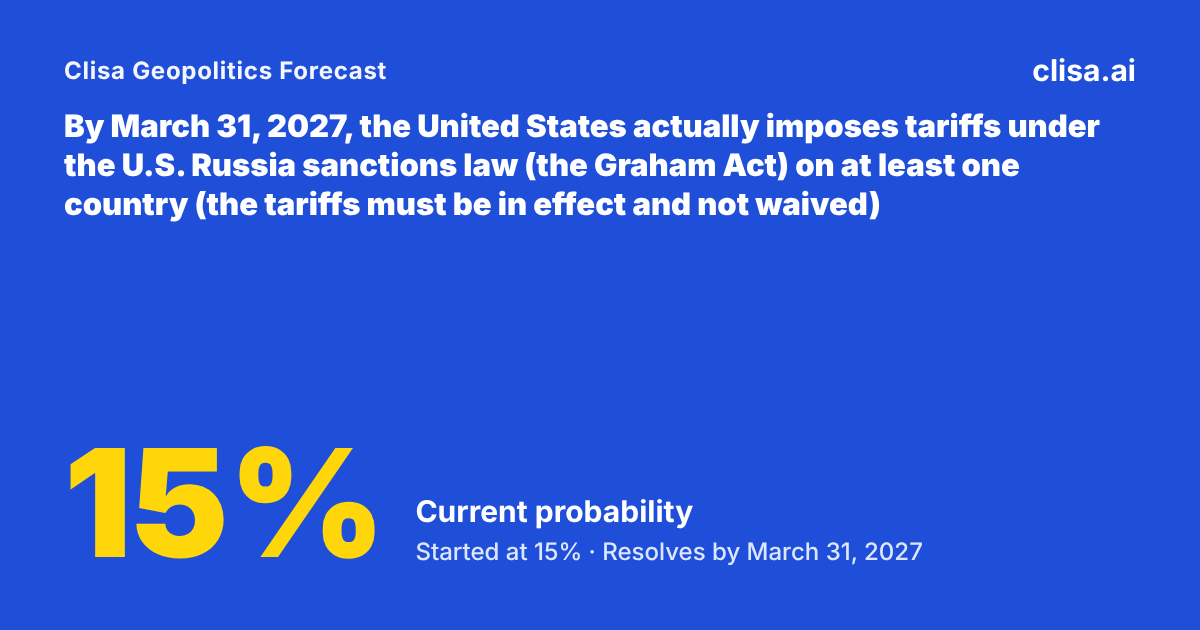 Clisa Geopolitics Forecast
clisa.ai
By March 31, 2027, the United States actually imposes tariffs under
the U.S. Russia sanctions law (the Graham Act) on at least one
country (the tariffs must be in effect and not waived)
15%
Current probability
Started at 15% · Resolves by March 31, 2027